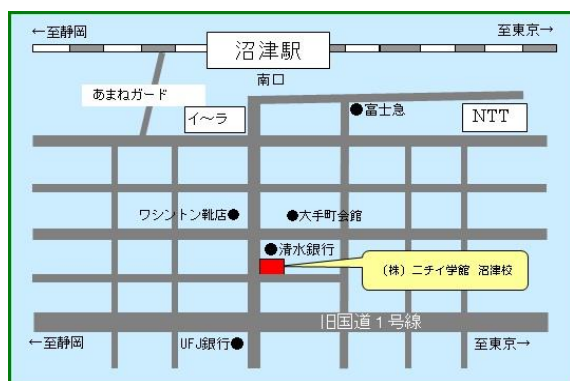 ←至静岡
至東京→
沼津駅
南口
あまねガード
イ～ラ
●富士急
NTT
ワシントン靴店●
●大手町会館
●清水銀行
(株)ニチイ学館 沼津校
旧国道1号線
←至静岡
UFJ銀行●
至東京→